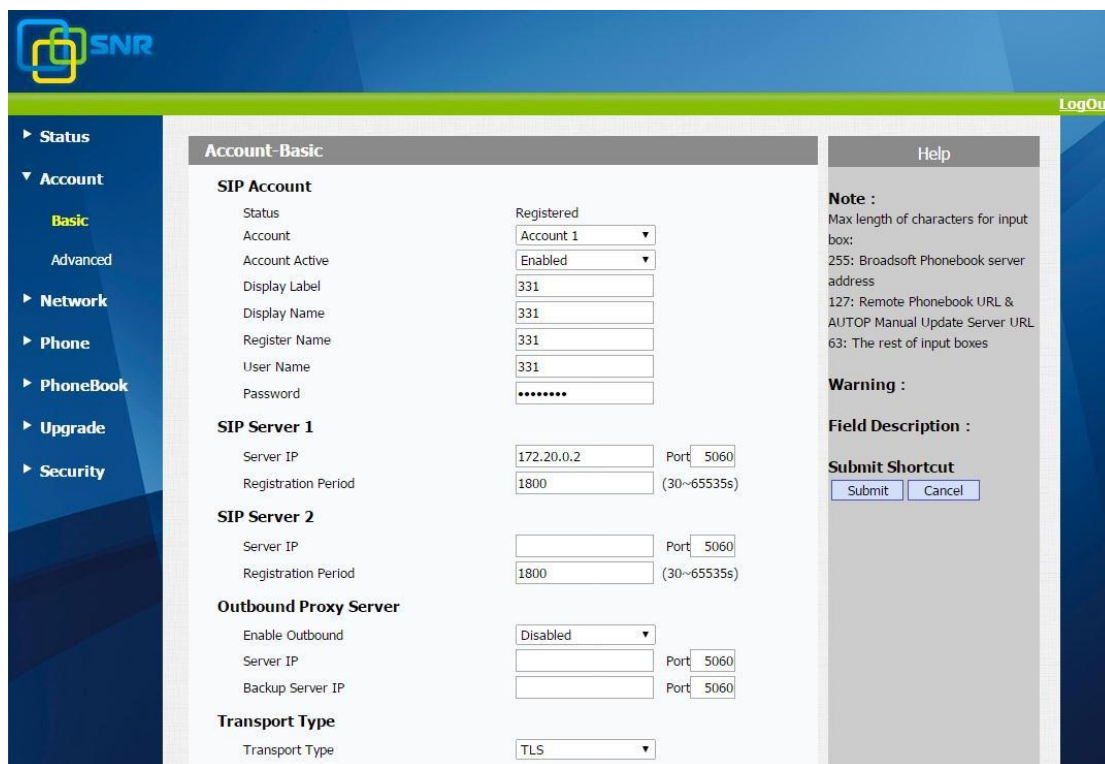 SNR
LogOu
Status
Account
Basic
Advanced
Network
Phone
PhoneBook
Upgrade
Security
Account-Basic
SIP Account
Status Registered
Account Account 1
Account Active Enabled
Display Label 331
Display Name 331
Register Name 331
User Name 331
Password ••••••••
SIP Server 1
Server IP 172.20.0.2 Port 5060
Registration Period 1800 (30~65535s)
SIP Server 2
Server IP Port 5060
Registration Period 1800 (30~65535s)
Outbound Proxy Server
Enable Outbound Disabled
Server IP Port 5060
Backup Server IP Port 5060
Transport Type
Transport Type TLS
Help
Note :
Max length of characters for input
box:
255: Broadsoft Phonebook server
address
127: Remote Phonebook URL &
AUTOP Manual Update Server URL
63: The rest of input boxes
Warning :
Field Description :
Submit Shortcut
Submit Cancel